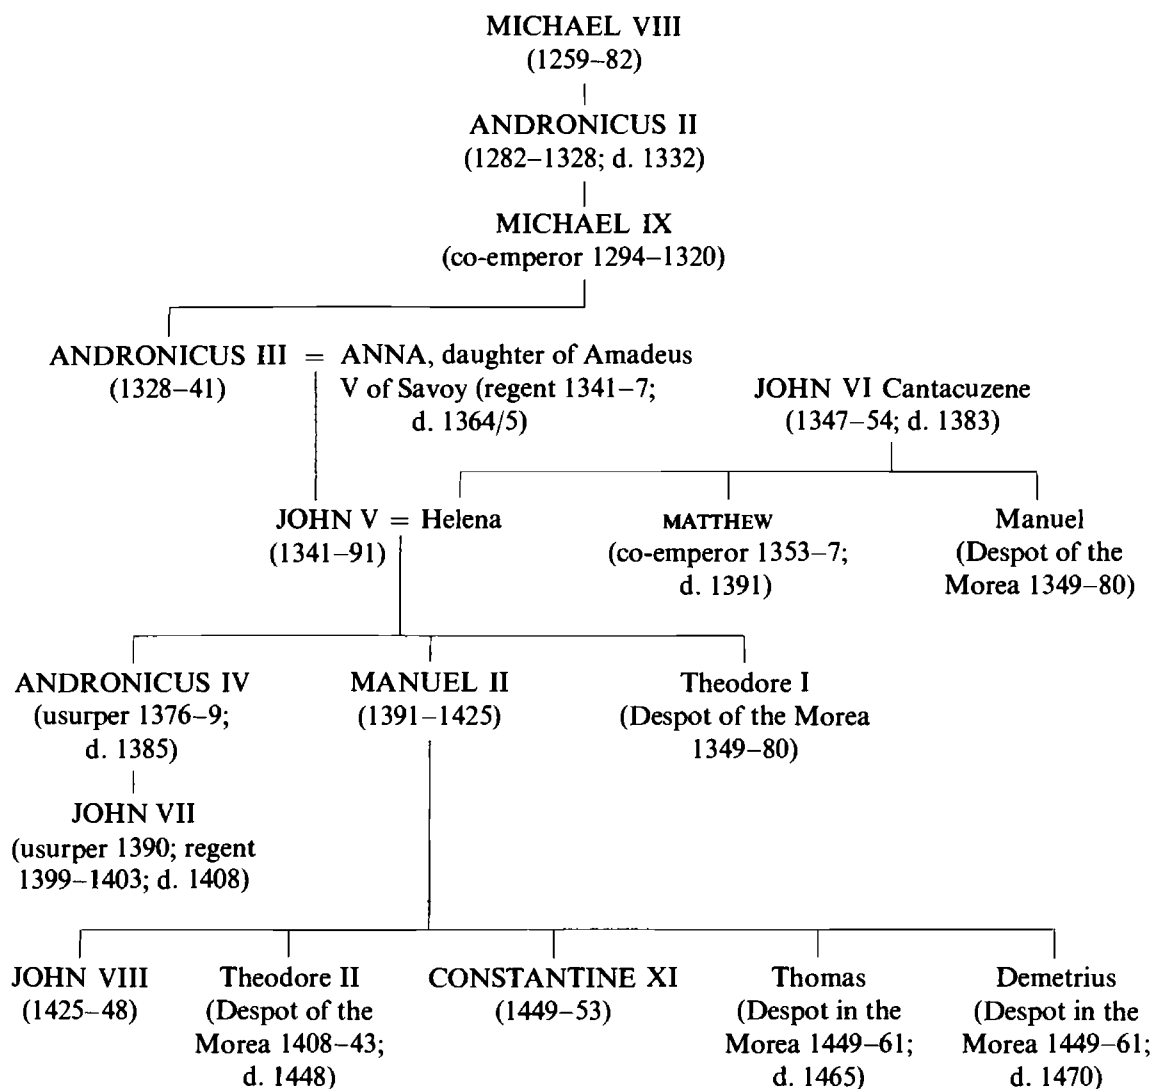 MICHAEL VIII
(1259–82)
ANDRONICUS II
(1282–1328; d. 1332)
MICHAEL IX
(co-emperor 1294–1320)
ANDRONICUS III = ANNA, daughter of Amadeus
(1328–41) V of Savoy (regent 1341–7;
d. 1364/5)
JOHN VI Cantacuzene
(1347–54; d. 1383)
JOHN V = Helena
(1341–91)
MATTHEW
(co-emperor 1353–7;
d. 1391)
Manuel
(Despot of the
Morea 1349–80)
ANDRONICUS IV
(usurper 1376–9;
d. 1385)
MANUEL II
(1391–1425)
Theodore I
(Despot of the Morea
1349–80)
JOHN VII
(usurper 1390; regent
1399–1403; d. 1408)
JOHN VIII
(1425–48)
Theodore II
(Despot of the
Morea 1408–43;
d. 1448)
CONSTANTINE XI
(1449–53)
Thomas
(Despot in the
Morea 1449–61;
d. 1465)
Demetrius
(Despot in the
Morea 1449–61;
d. 1470)